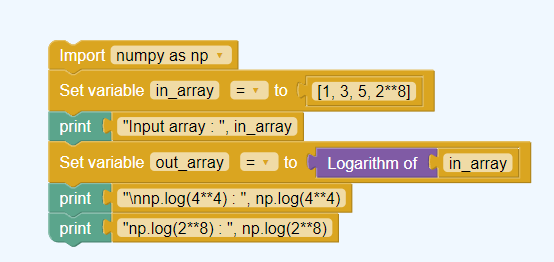 Import numpy as np
Set variable in_array = to [1, 3, 5, 2**8]
print "Input array : ", in_array
Set variable out_array = to Logarithm of in_array
print "\nnp.log(4**4) : ", np.log(4**4)
print "np.log(2**8) : ", np.log(2**8)